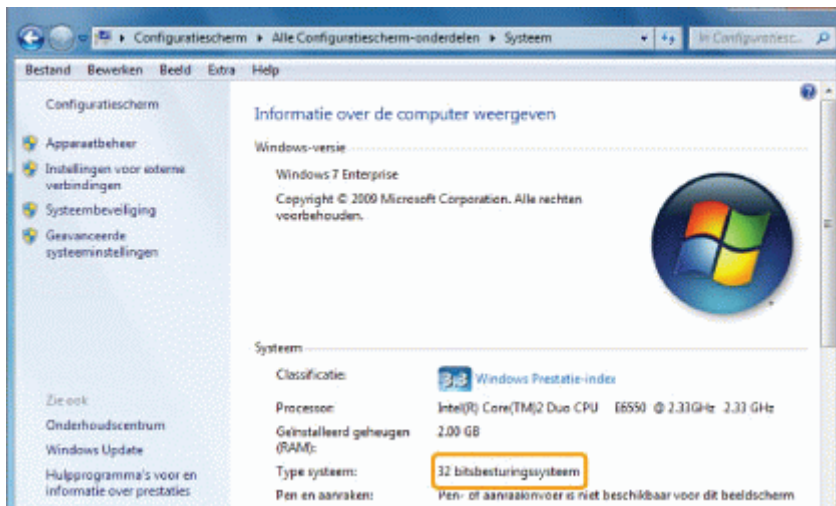 Configuratiescherm ▸ Alle Configuratiescherm-onderdelen ▸ Systeem
In Configuratiesc...
Bestand Bewerken Beeld Extra Help
Configuratiescherm
Apparaatbeheer
Instellingen voor externe
verbindingen
Systeembeveiliging
Geavanceerde
systeeminstellingen
Zie ook
Onderhoudscentrum
Windows Update
Hulpprogramma's voor en
informatie over prestaties
Informatie over de computer weergeven
Windows-versie
Windows 7 Enterprise
Copyright © 2009 Microsoft Corporation. Alle rechten
voorbehouden.
Systeem
Classificatie: 3,3 Windows Prestatie-index
Processor: Intel(R) Core(TM)2 Duo CPU E6550 @ 2.33GHz 2.33 GHz
Geïnstalleerd geheugen 2.00 GB
(RAM):
Type systeem: 32 bitsbesturingssysteem
Pen en aanraken: Pen- of aanraakinvoer is niet beschikbaar voor dit beeldscherm